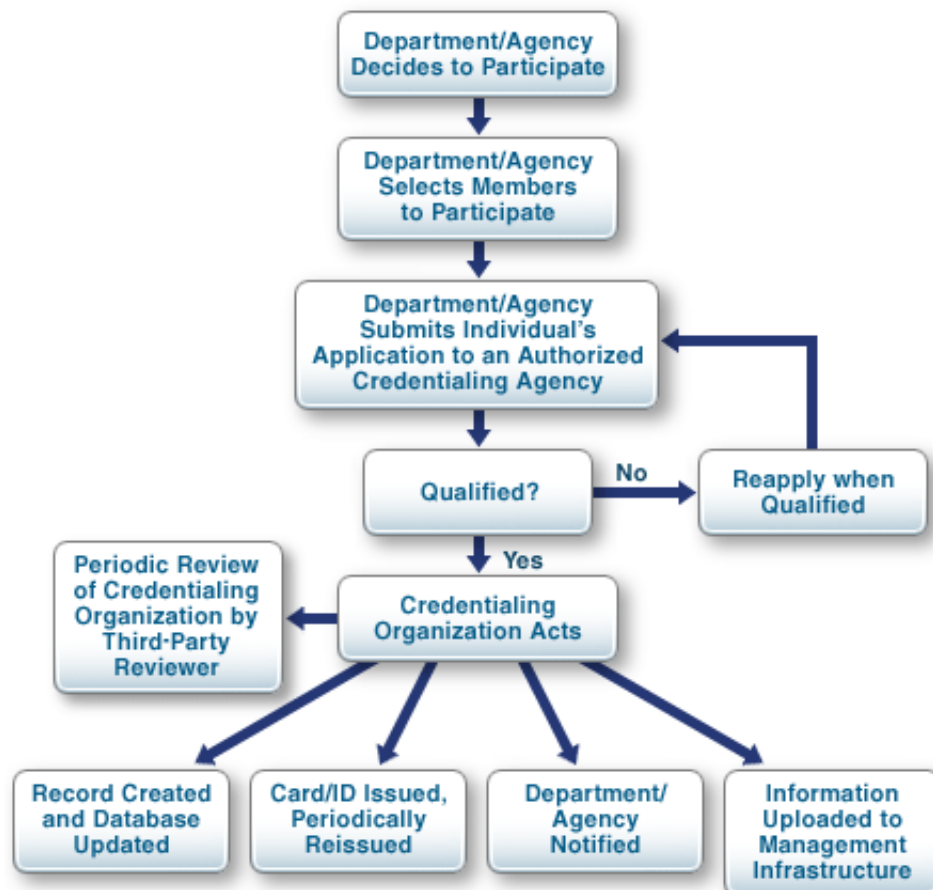 Department/Agency
Decides to Participate
Department/Agency
Selects Members
to Participate
Department/Agency
Submits Individual's
Application to an Authorized
Credentialing Agency
Qualified?
No
Reapply when
Qualified
Yes
Periodic Review
of Credentialing
Organization by
Third-Party
Reviewer
Credentialing
Organization Acts
Record Created
and Database
Updated
Card/ID Issued,
Periodically
Reissued
Department/
Agency
Notified
Information
Uploaded to
Management
Infrastructure